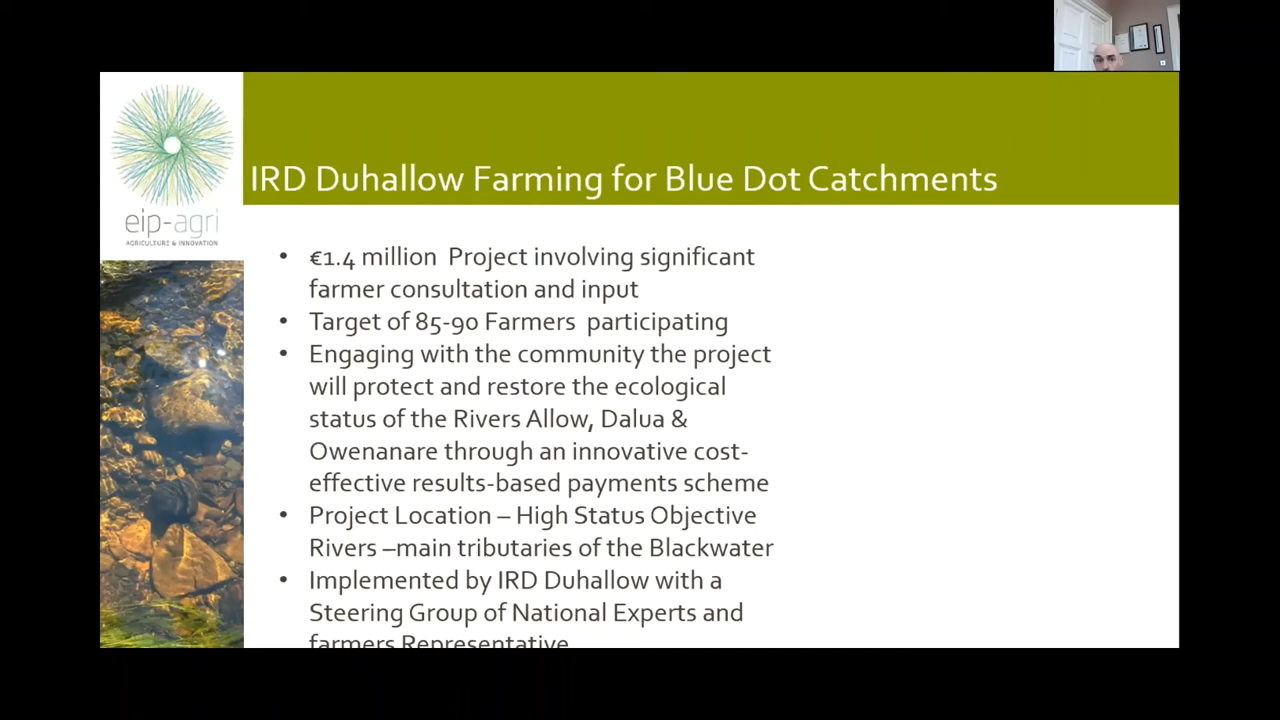 IRD Duhallow Farming for Blue Dot Catchments
eip-agri
AGRICULTURE & INNOVATION
• €1.4 million Project involving significant
farmer consultation and input
• Target of 85-90 Farmers participating
• Engaging with the community the project
will protect and restore the ecological
status of the Rivers Allow, Dalua &
Owenanare through an innovative cost-
effective results-based payments scheme
• Project Location – High Status Objective
Rivers –main tributaries of the Blackwater
• Implemented by IRD Duhallow with a
Steering Group of National Experts and
farmers Representative